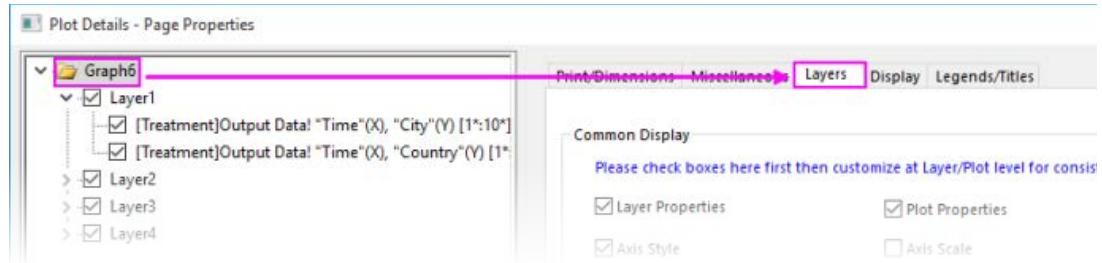 Plot Details - Page Properties
Graph6
Layer1
[Treatment]Output Data! "Time"(X), "City"(Y) [1*:10*]
[Treatment]Output Data! "Time"(X), "Country"(Y) [1*:
Layer2
Layer3
Layer4
Print/Dimensions Miscellaneous Layers Display Legends/Titles
Common Display
Please check boxes here first then customize at Layer/Plot level for consist
Layer Properties Plot Properties
Axis Style Axis Scale